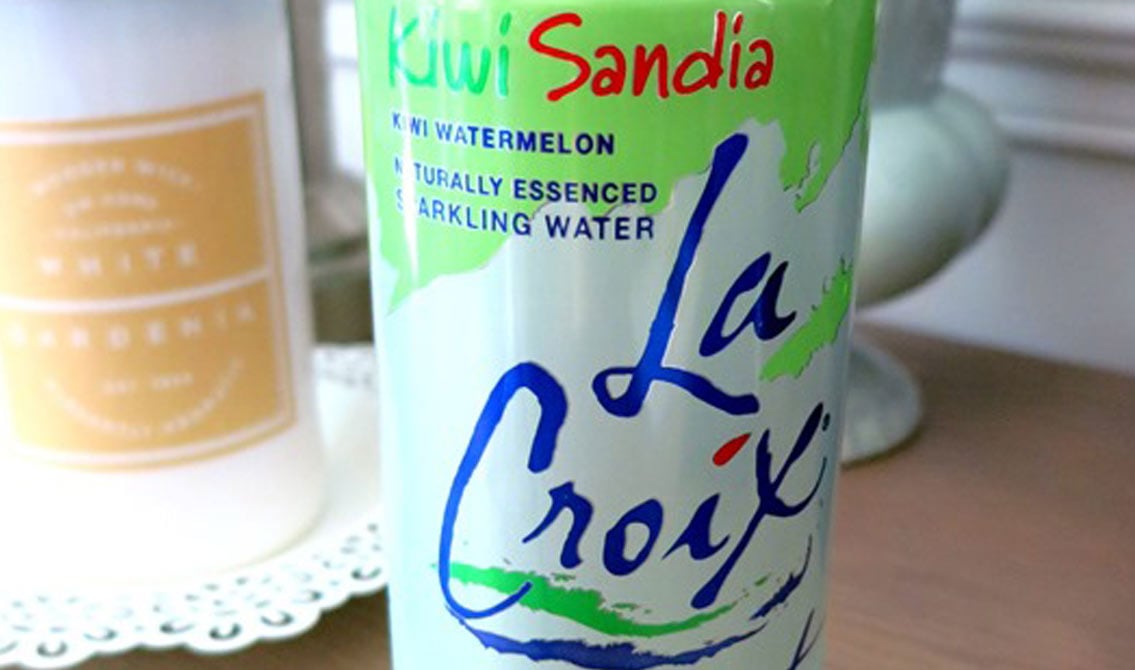 Kiwi Sandia
KIWI WATERMELON
NATURALLY ESSENCED
SPARKLING WATER
La
Croix
WHITE
GARDENIA